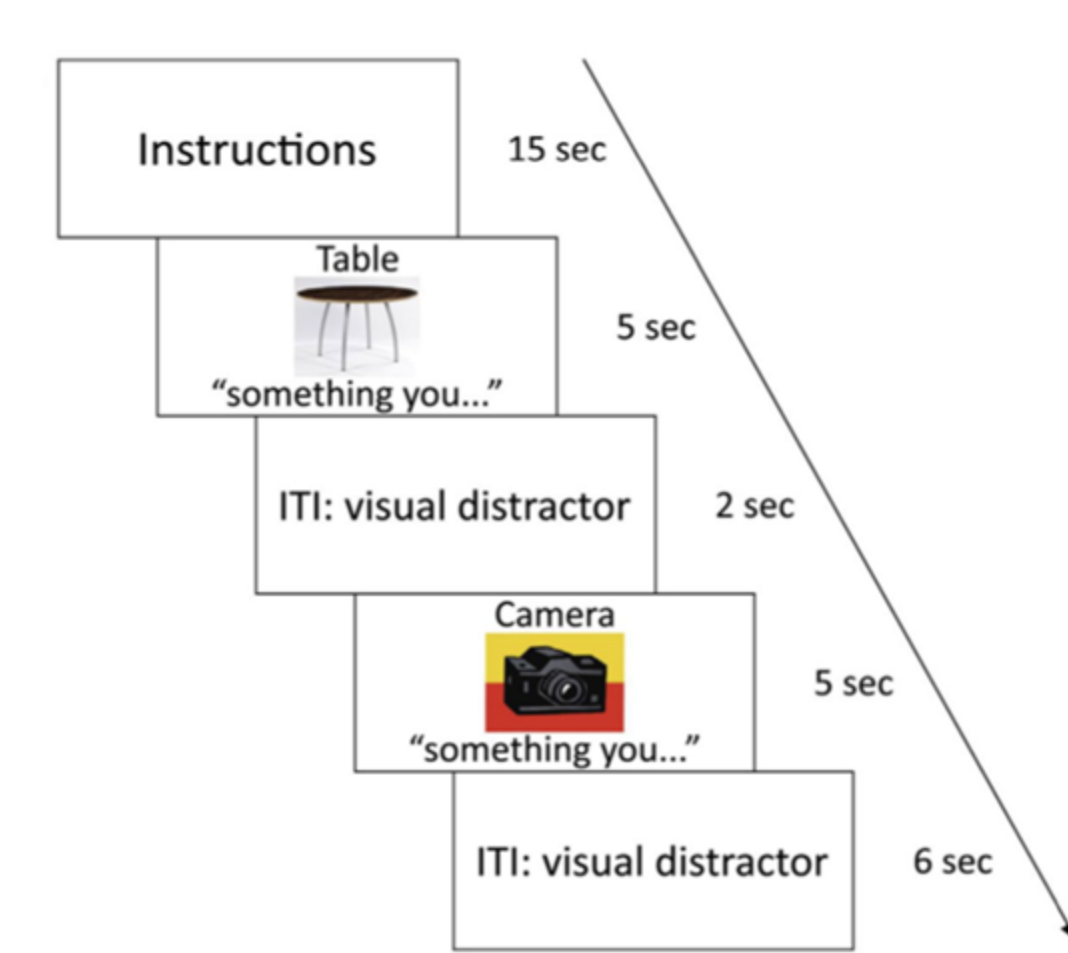 Instructions
15 sec
Table
"something you..."
5 sec
ITI: visual distractor
2 sec
Camera
"something you..."
5 sec
ITI: visual distractor
6 sec